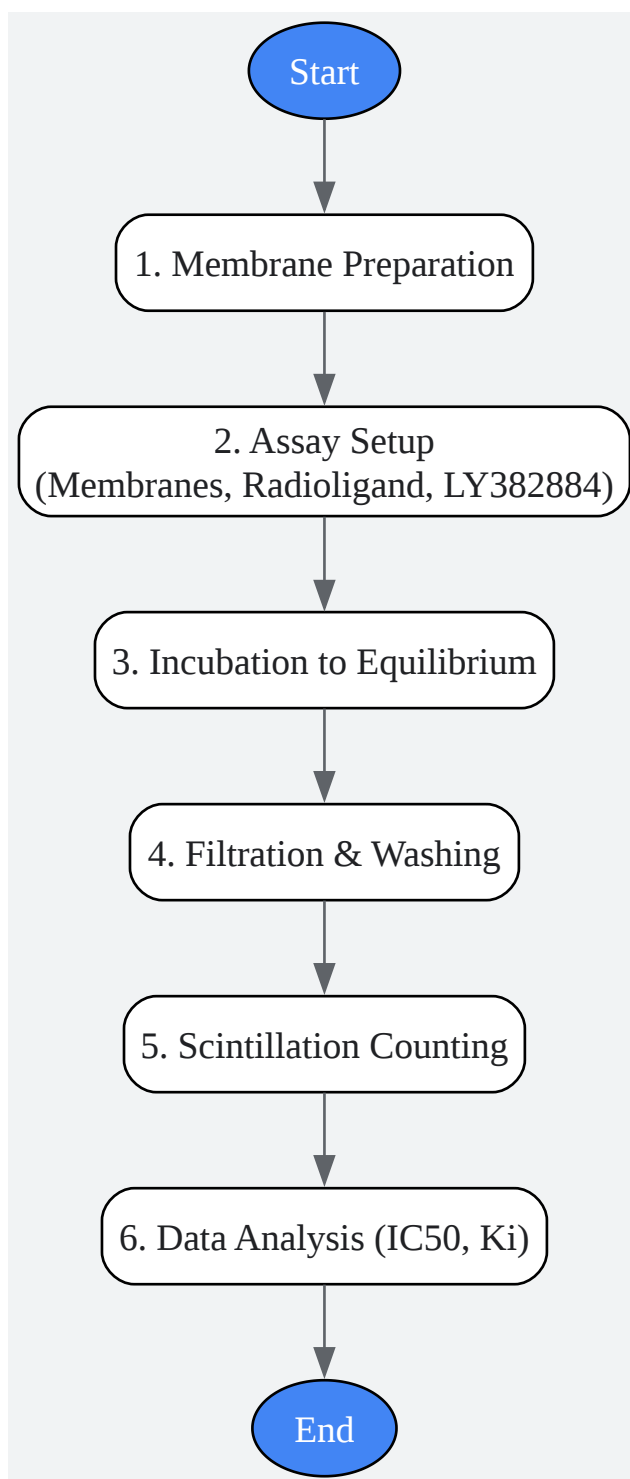 Start
1. Membrane Preparation
2. Assay Setup
(Membranes, Radioligand, LY382884)
3. Incubation to Equilibrium
4. Filtration & Washing
5. Scintillation Counting
6. Data Analysis (IC50, Ki)
End